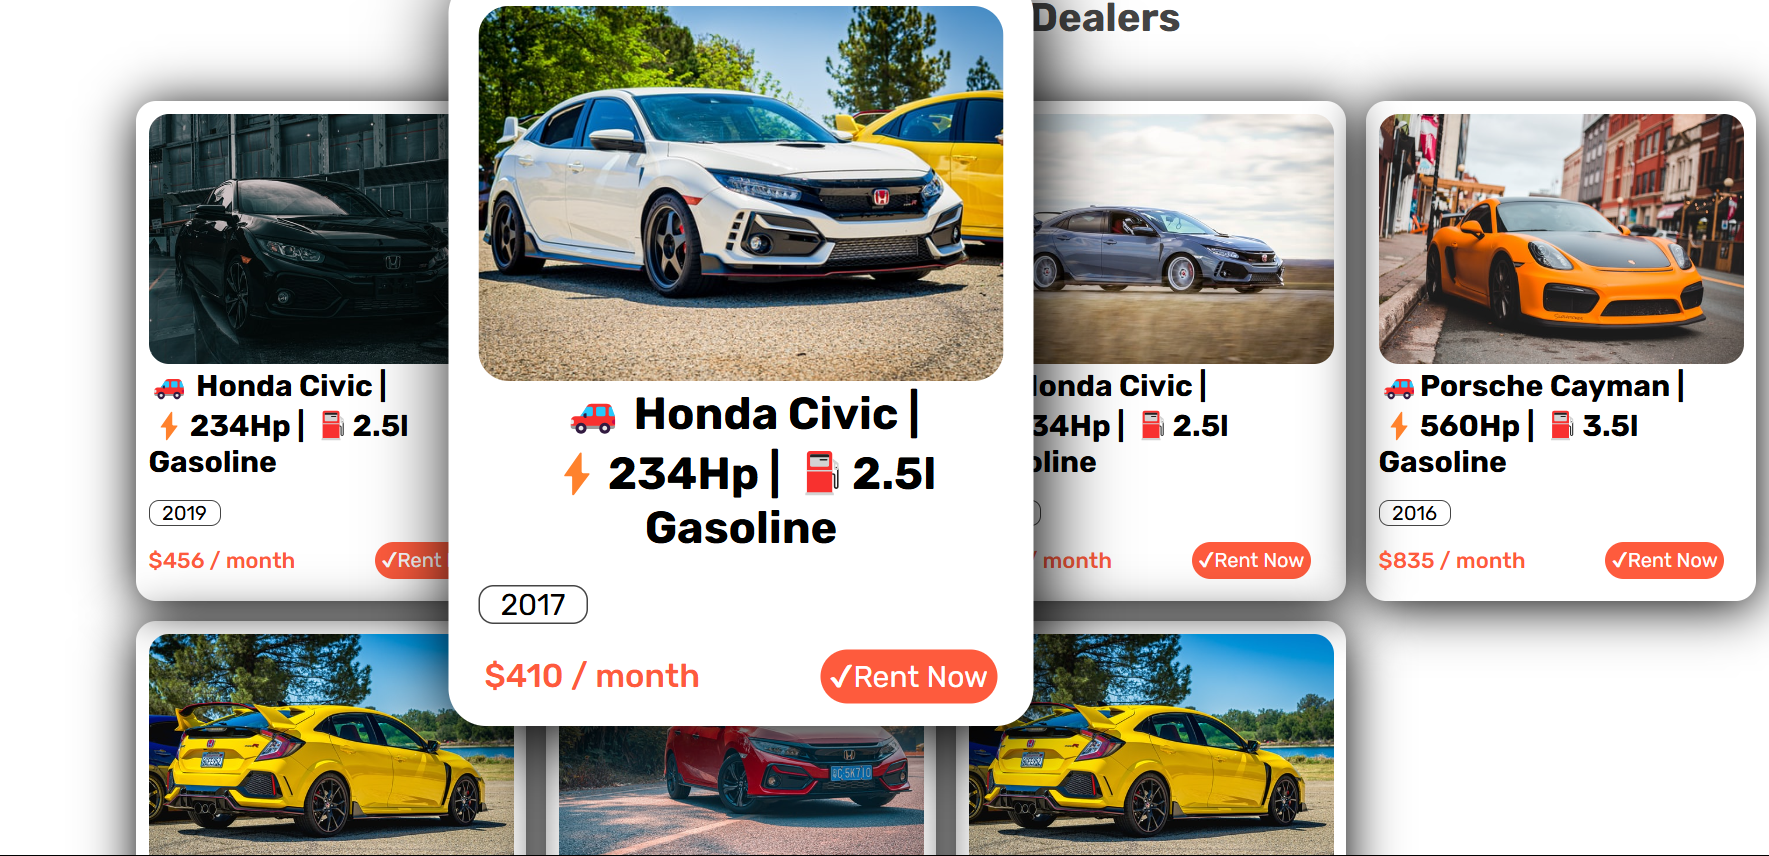 Dealers
Honda Civic |
234Hp | 2.5l
Gasoline
2019
$456 / month
✓Rent
Honda Civic |
234Hp | 2.5l
Gasoline
2017
$410 / month
✓Rent Now
onda Civic |
34Hp | 2.5l
oline
/ month
✓Rent Now
Porsche Cayman |
560Hp | 3.5l
Gasoline
2016
$835 / month
✓Rent Now